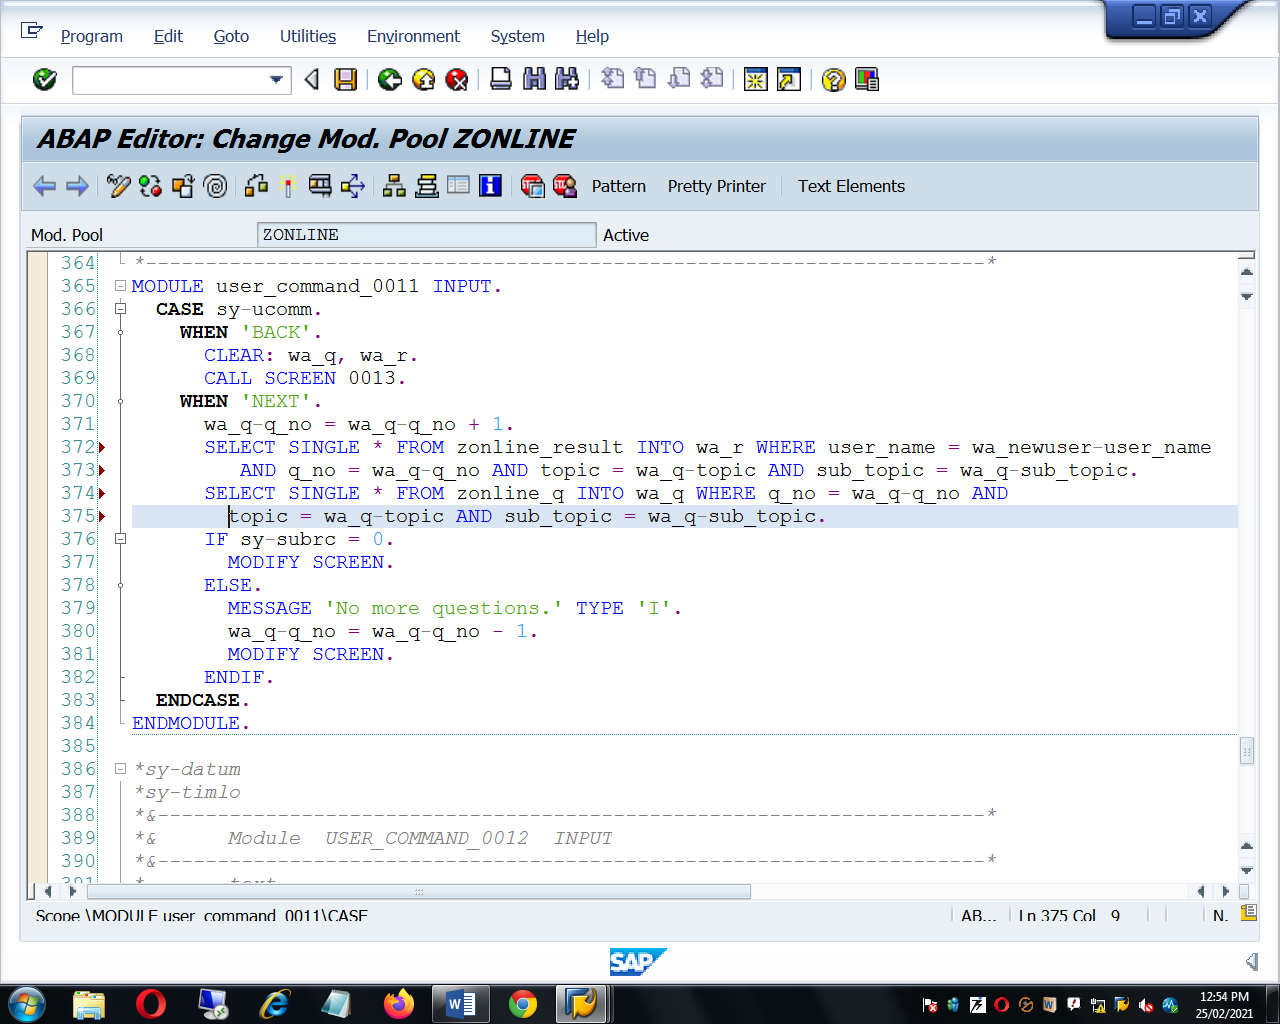 Program Edit Goto Utilities Environment System Help
ABAP Editor: Change Mod. Pool ZONLINE
Pattern Pretty Printer Text Elements
Mod. Pool ZONLINE Active
364 *----------------------------------------------------------------------*
365 MODULE user_command_0011 INPUT.
366 CASE sy-ucomm.
367 WHEN 'BACK'.
368 CLEAR: wa_q, wa_r.
369 CALL SCREEN 0013.
370 WHEN 'NEXT'.
371 wa_q-q_no = wa_q-q_no + 1.
372 SELECT SINGLE * FROM zonline_result INTO wa_r WHERE user_name = wa_newuser-user_name
373 AND q_no = wa_q-q_no AND topic = wa_q-topic AND sub_topic = wa_q-sub_topic.
374 SELECT SINGLE * FROM zonline_q INTO wa_q WHERE q_no = wa_q-q_no AND
375 topic = wa_q-topic AND sub_topic = wa_q-sub_topic.
376 IF sy-subrc = 0.
377 MODIFY SCREEN.
378 ELSE.
379 MESSAGE 'No more questions.' TYPE 'I'.
380 wa_q-q_no = wa_q-q_no - 1.
381 MODIFY SCREEN.
382 ENDIF.
383 ENDCASE.
384 ENDMODULE.
385
386 *sy-datum
387 *sy-timlo
388 *&---------------------------------------------------------------------*
389 *& Module USER_COMMAND_0012 INPUT
390 *&---------------------------------------------------------------------*
391 * text
Scope \MODULE user_command_0011\CASE AB... Ln 375 Col 9 N.
SAP
12:54 PM
25/02/2021